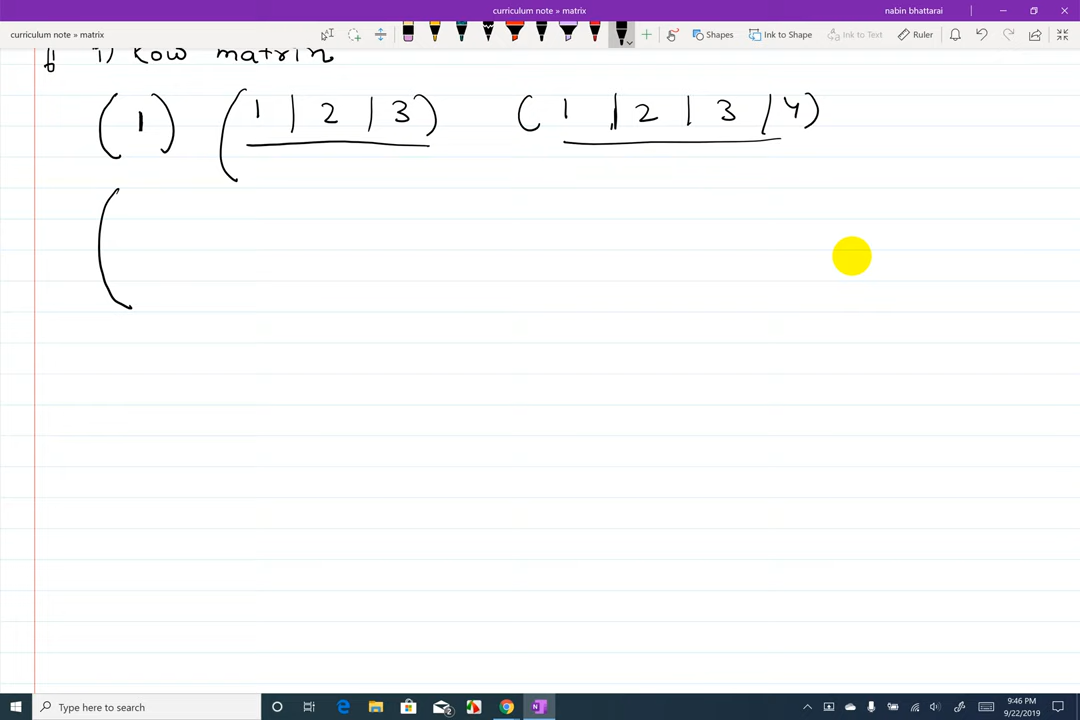 curriculum note » matrix
nabin bhattarai
curriculum note » matrix
Shapes
Ink to Shape
Ink to Text
Ruler
i) Row matrix
(1) (1 | 2 | 3) (1 | 2 | 3 | 4)
(
Type here to search
9:46 PM
9/22/2019